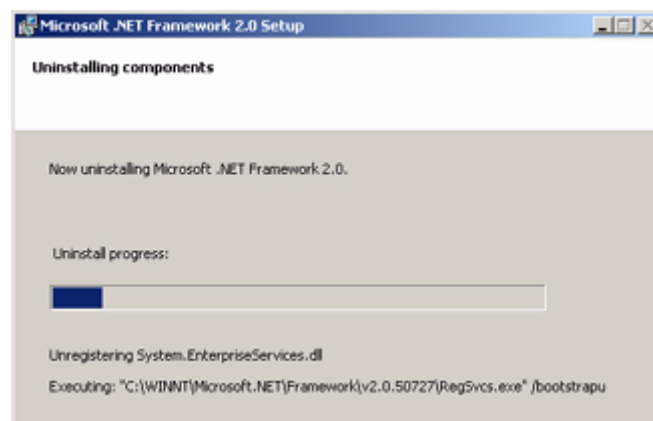 Microsoft .NET Framework 2.0 Setup
Uninstalling components
Now uninstalling Microsoft .NET Framework 2.0.
Uninstall progress:
Unregistering System.EnterpriseServices.dll
Executing: "C:\WINNT\Microsoft.NET\Framework\v2.0.50727\RegSvcs.exe" /bootstrapu